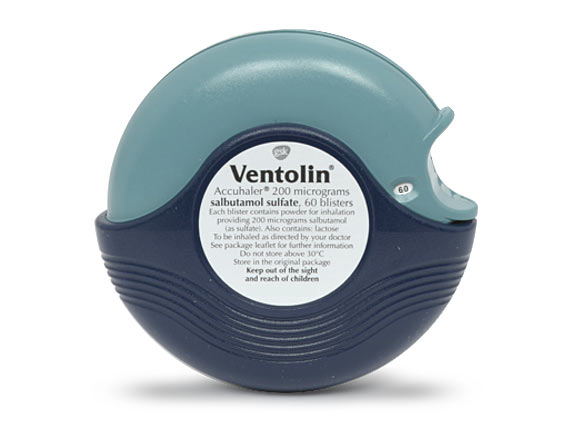 gsk
Ventolin®
Accuhaler® 200 micrograms
salbutamol sulfate, 60 blisters
Each blister contains powder for inhalation
providing 200 micrograms salbutamol
(as sulfate). Also contains: lactose
To be inhaled as directed by your doctor
See package leaflet for further information
Do not store above 30°C
Store in the original package
Keep out of the sight
and reach of children
60